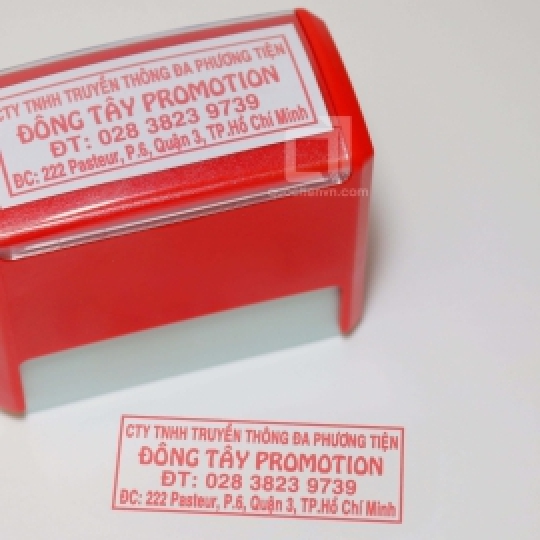 CTY TNHH TRUYỀN THÔNG ĐA PHƯƠNG TIỆN
ĐÔNG TÂY PROMOTION
ĐT: 028 3823 9739
ĐC: 222 Pasteur, P.6, Quận 3, TP.Hồ Chí Minh
CTY TNHH TRUYỀN THÔNG ĐA PHƯƠNG TIỆN
ĐÔNG TÂY PROMOTION
ĐT: 028 3823 9739
ĐC: 222 Pasteur, P.6, Quận 3, TP.Hồ Chí Minh